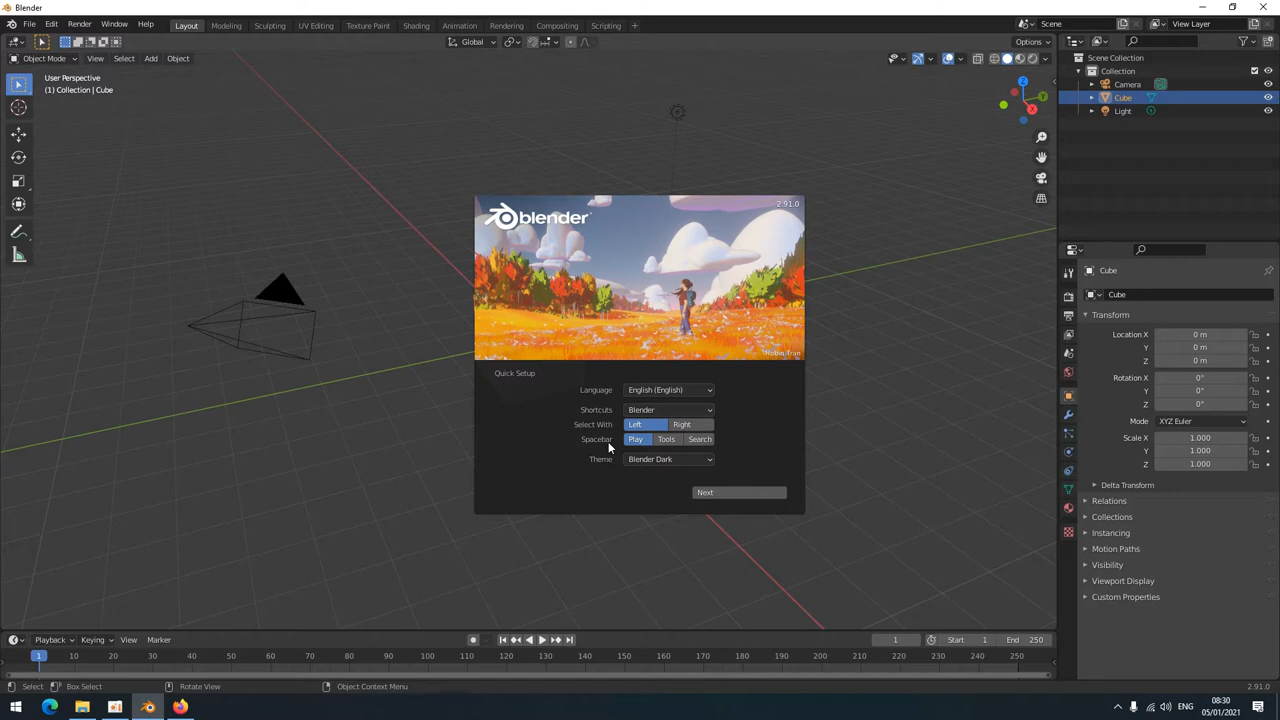 Blender
File Edit Render Window Help Layout Modeling Sculpting UV Editing Texture Paint Shading Animation Rendering Compositing Scripting + Scene View Layer
Global Options
Object Mode View Select Add Object
User Perspective
(1) Collection | Cube
Scene Collection
Collection
Camera
Cube
Light
Z
Y
X
blender
2.91.0
Robin Tran
Quick Setup
Language English (English)
Shortcuts Blender
Select With Left Right
Spacebar Play Tools Search
Theme Blender Dark
Next
Cube
Cube
Transform
Location X 0 m
Y 0 m
Z 0 m
Rotation X 0°
Y 0°
Z 0°
Mode XYZ Euler
Scale X 1.000
Y 1.000
Z 1.000
Delta Transform
Relations
Collections
Instancing
Motion Paths
Visibility
Viewport Display
Custom Properties
Playback Keying View Marker 1 Start 1 End 250
1 10 20 30 40 50 60 70 80 90 100 110 120 130 140 150 160 170 180 190 200 210 220 230 240 250
Select Box Select Rotate View Object Context Menu 2.91.0
ENG 08:30
05/01/2021